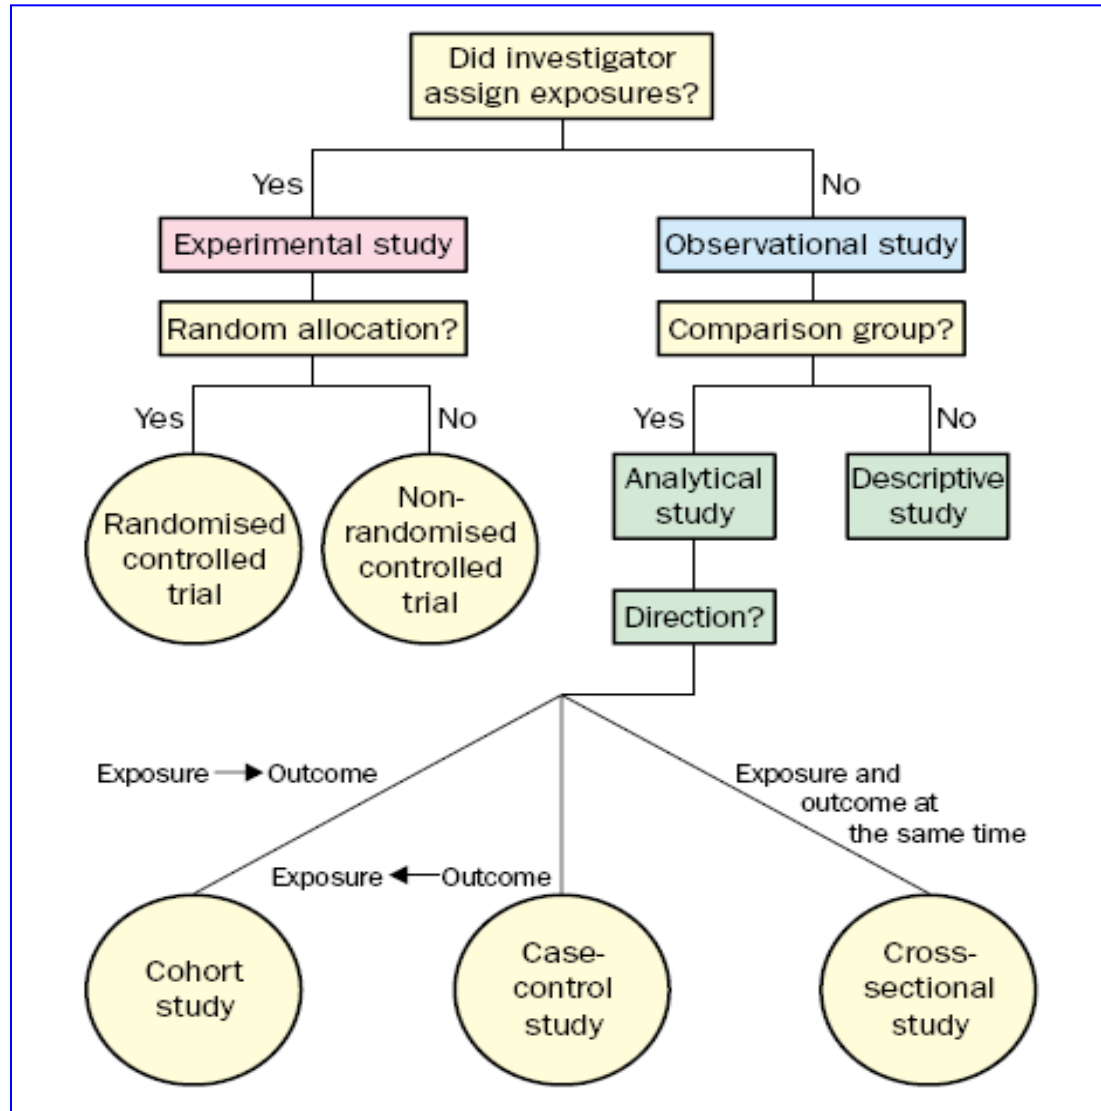 Did investigator
assign exposures?
Yes
No
Experimental study
Observational study
Random allocation?
Comparison group?
Yes
No
Yes
No
Randomised
controlled
trial
Non-
randomised
controlled
trial
Analytical
study
Descriptive
study
Direction?
Exposure → Outcome
Exposure and
outcome at
the same time
Exposure ← Outcome
Cohort
study
Case-
control
study
Cross-
sectional
study